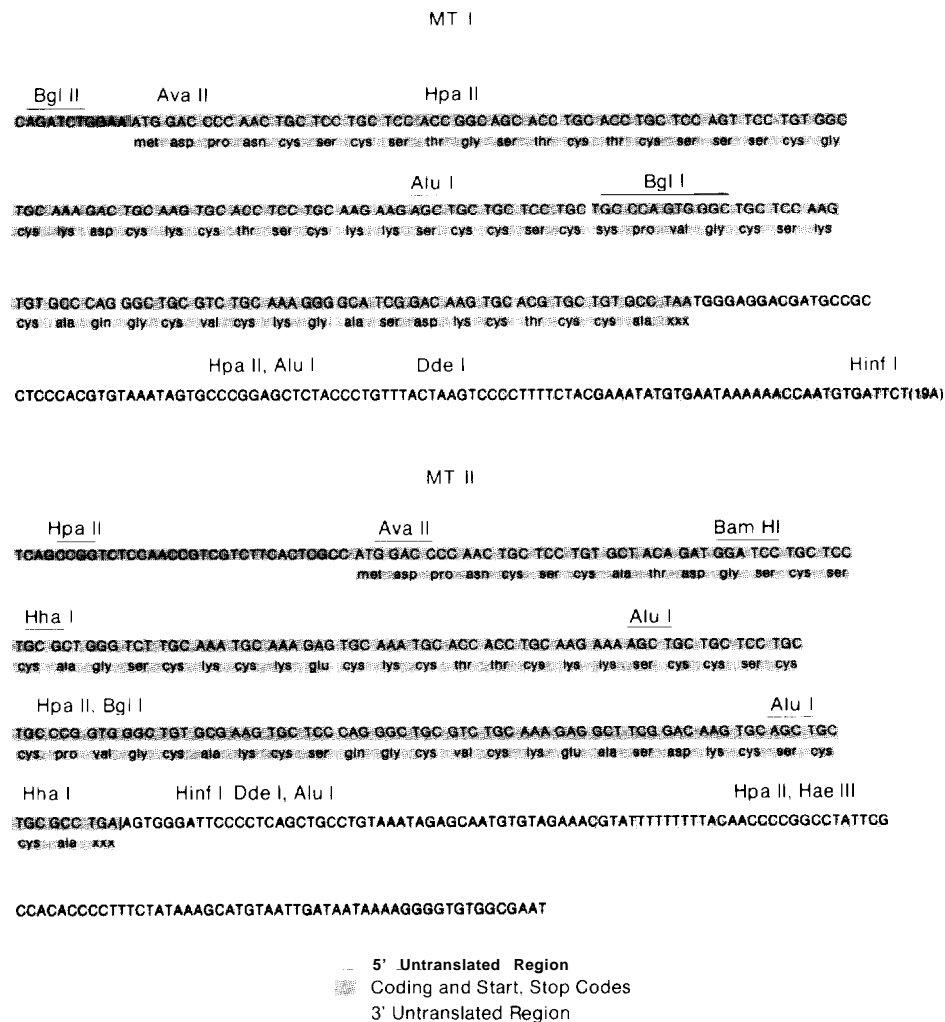 MT I
Bgl II Ava II Hpa II
CAGATCTGGAA ATG GAC CCC AAC TGC TCC TGC TCC ACC GGC AGC ACC TGC ACC TGC TCC AGT TCC TGT GGC
met asp pro asn cys ser cys ser thr gly ser thr cys thr cys ser ser ser cys gly
Alu I Bgl I
TGC AAA GAC TGC AAG TGC ACC TCC TGC AAG AAG AGC TGC TGC TCC TGC TGC CCA GTG GGC TGC TCC AAG
cys lys asp cys lys cys thr ser cys lys lys ser cys cys ser cys sys pro val gly cys ser lys
TGT GCC CAG GGC TGC GTC TGC AAA GGG GCA TCG GAC AAG TGC ACG TGC TGT GCC TAATGGGAGGACGATGCCGC
cys ala gln gly cys val cys lys gly ala ser asp lys cys thr cys cys ala xxx
Hpa II, Alu I Dde I Hinf I
CTCCCACGTGTAAATAGTGCCCGGAGCTCTACCCTGTTTACTAAGTCCCCTTTTCTACGAAATATGTGAATAAAAAACCAATGTGATTCT(19A)
MT II
Hpa II Ava II Bam HI
TCAGCCGGTCTCCAACCGTCGTCTTCACTCGCC ATG GAC CCC AAC TGC TCC TGT GCT ACA GAT GGA TCC TGC TCC
met asp pro asn cys ser cys ala thr asp gly ser cys ser
Hha I Alu I
TGC GCT GGG TCT TGC AAA TGC AAA GAG TGC AAA TGC ACC ACC TGC AAG AAA AGC TGC TGC TCC TGC
cys ala gly ser cys lys cys lys glu cys lys cys thr thr cys lys lys ser cys cys ser cys
Hpa II, Bgl I Alu I
TGC CCG GTG GGC TGT GCG AAG TGC TCC CAG GGC TGC GTC TGC AAA GAG GCT TCG GAC AAG TGC AGC TGC
cys pro val gly cys ala lys cys ser gln gly cys val cys lys glu ala ser asp lys cys ser cys
Hha I Hinf I Dde I, Alu I Hpa II, Hae III
TGC GCC TGAAGTGGGATTCCCCTCAGCTGCCTGTAAATAGAGCAATGTGTAGAAACGTATTTTTTTTTACAACCCCGGCCTATTCG
cys ala xxx
CCACACCCCTTTCTATAAAGCATGTAATTGATAATAAAAGGGGTGTGGCGAAT
5' Untranslated Region
Coding and Start, Stop Codes
3' Untranslated Region